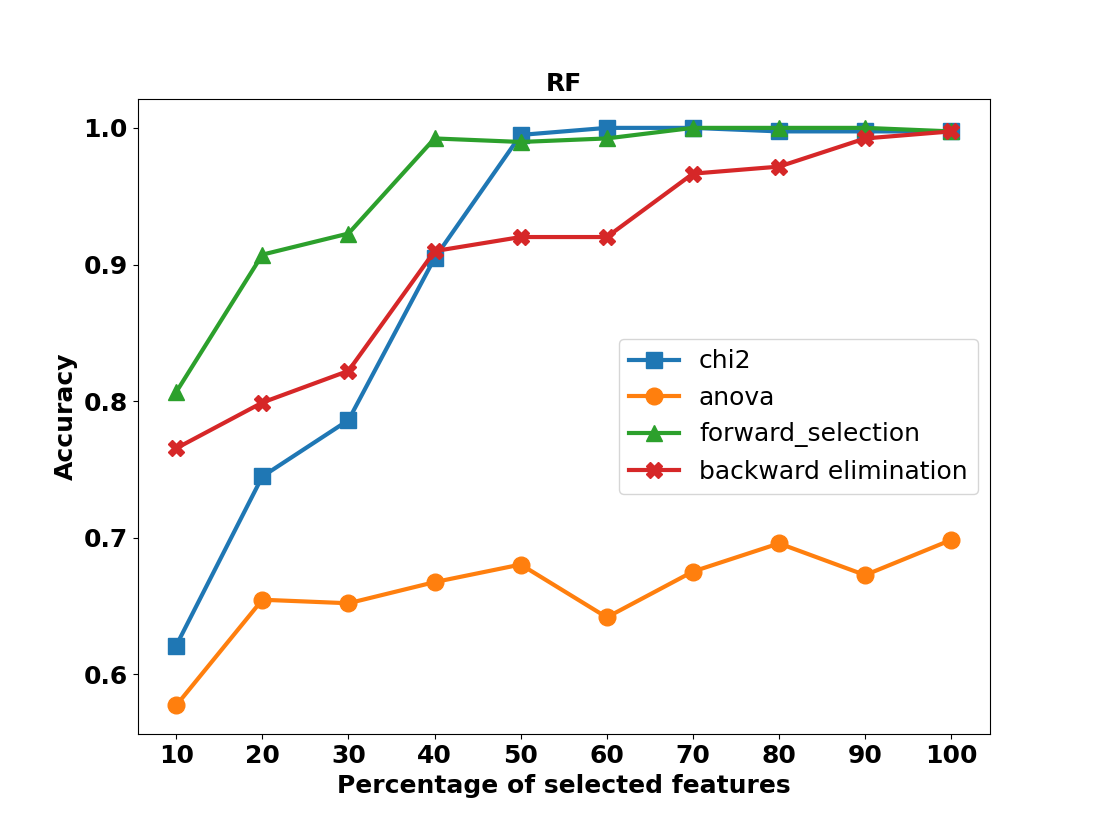 RF
1.0
0.9
0.8
0.7
0.6
Accuracy
chi2
anova
forward_selection
backward elimination
10 20 30 40 50 60 70 80 90 100
Percentage of selected features